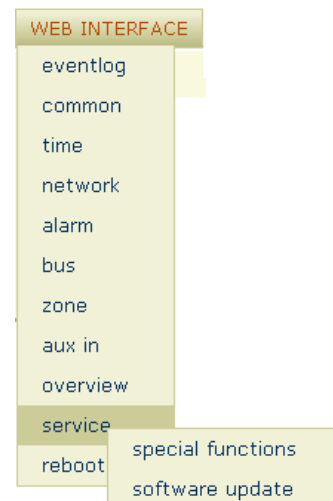 WEB INTERFACE
eventlog
common
time
network
alarm
bus
zone
aux in
overview
service
special functions
reboot
software update